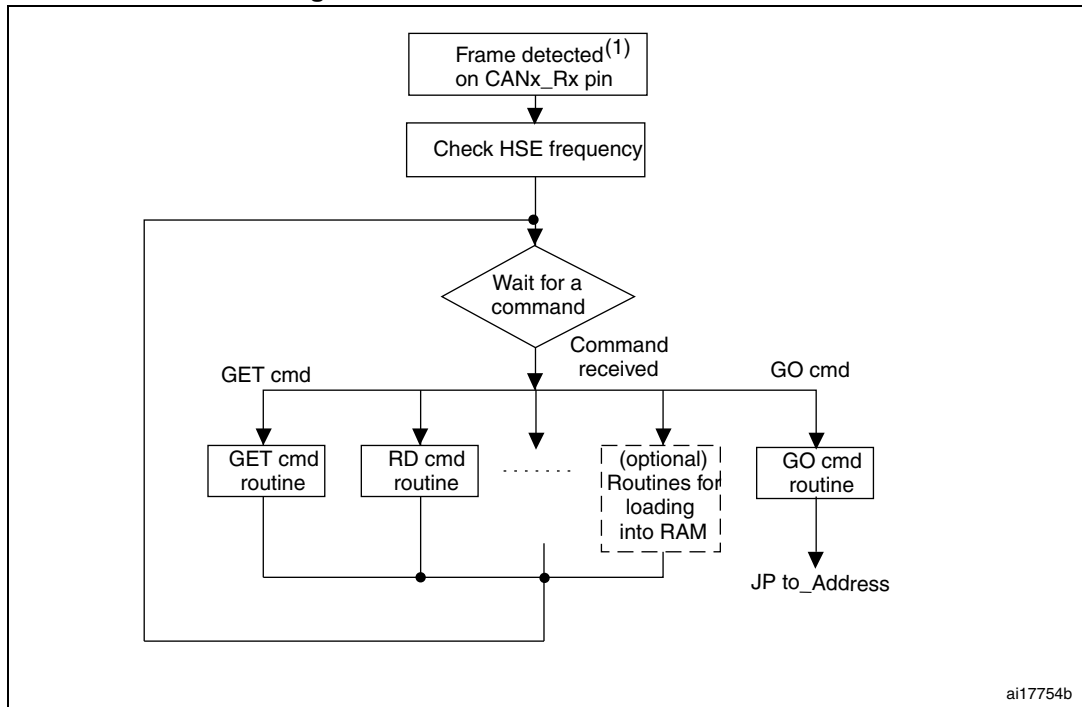 Frame detected(1)
on CANx_Rx pin
Check HSE frequency
Wait for a
command
Command
received
GET cmd
GO cmd
GET cmd
routine
RD cmd
routine
.......
(optional)
Routines for
loading
into RAM
GO cmd
routine
JP to_Address
ai17754b